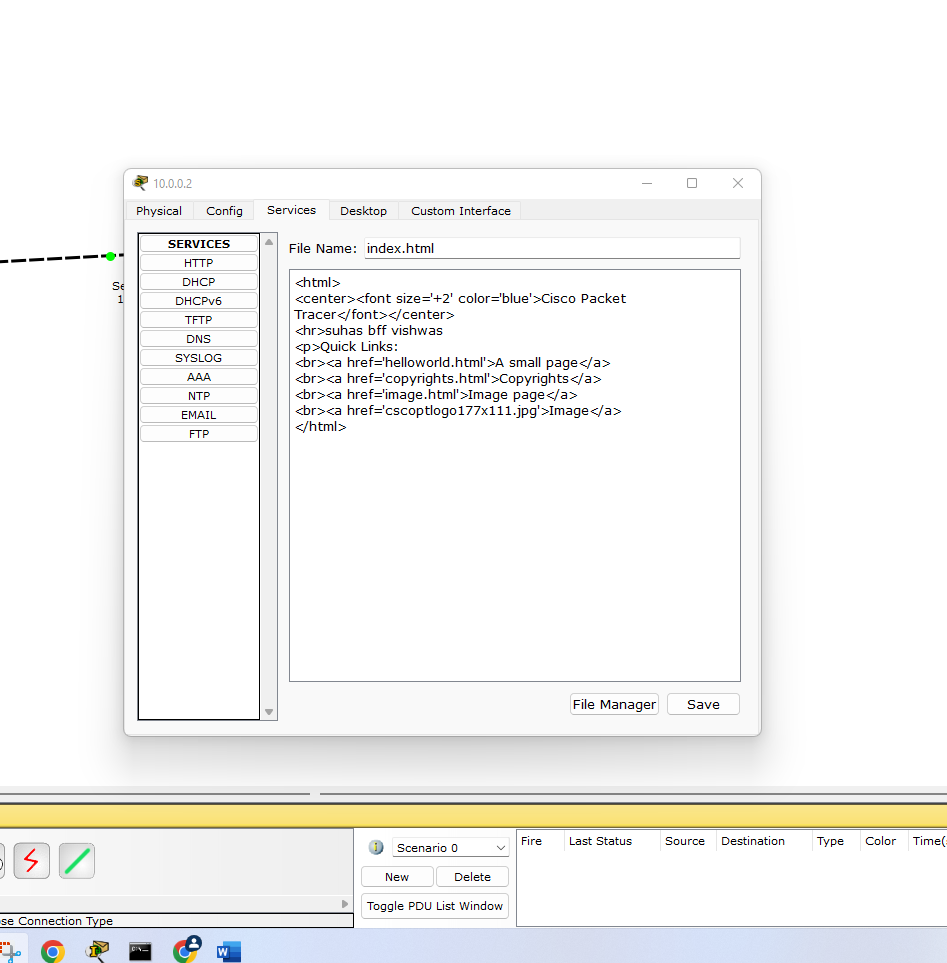 10.0.0.2
Physical Config Services Desktop Custom Interface
SERVICES
HTTP
DHCP
DHCPv6
TFTP
DNS
SYSLOG
AAA
NTP
EMAIL
FTP
File Name: index.html
<html>
<center><font size='+2' color='blue'>Cisco Packet
Tracer</font></center>
<hr>suhas bff vishwas
<p>Quick Links:
<br><a href='helloworld.html'>A small page</a>
<br><a href='copyrights.html'>Copyrights</a>
<br><a href='image.html'>Image page</a>
<br><a href='cscoptlogo177x111.jpg'>Image</a>
</html>
File Manager Save
Se
1
Scenario 0
New Delete
Toggle PDU List Window
Fire Last Status Source Destination Type Color Time(
se Connection Type